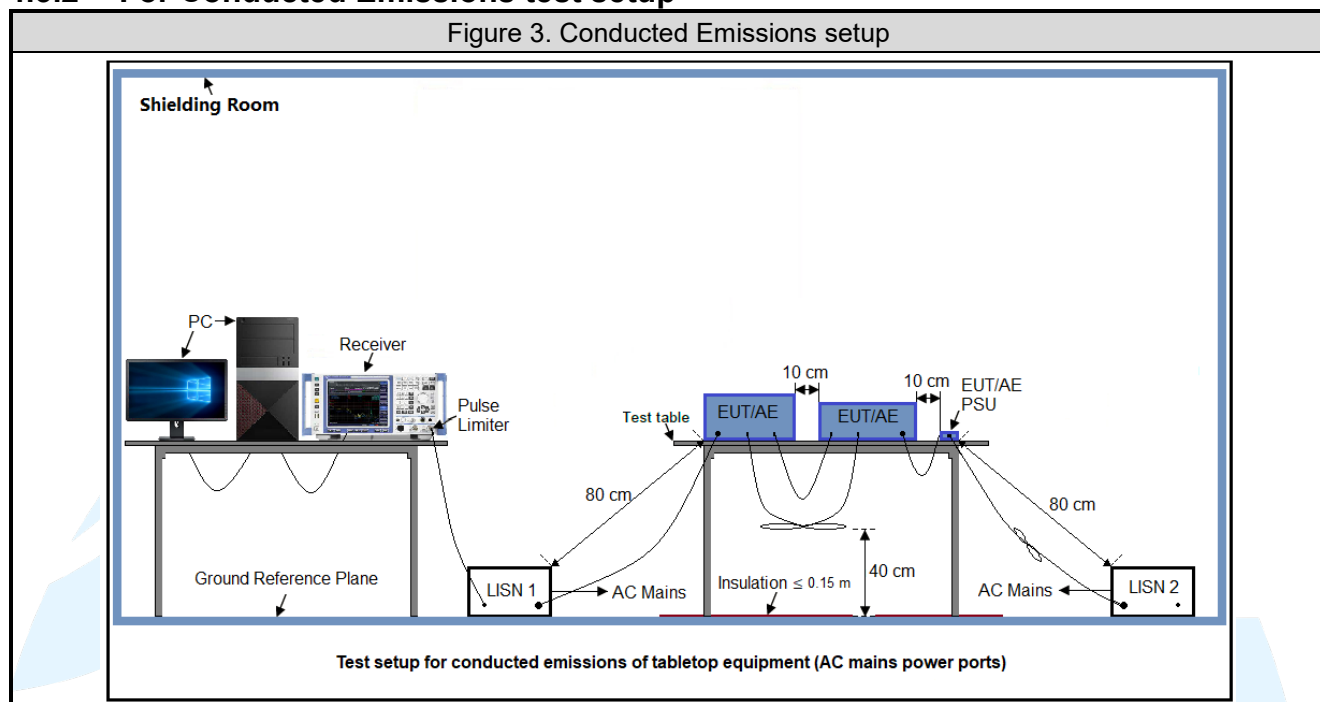 Figure 3. Conducted Emissions setup
Shielding Room
PC
Receiver
Pulse
Limiter
10 cm
10 cm
EUT/AE
PSU
Test table
EUT/AE
EUT/AE
80 cm
80 cm
Ground Reference Plane
LISN 1
AC Mains
Insulation ≤ 0.15 m
40 cm
AC Mains
LISN 2
Test setup for conducted emissions of tabletop equipment (AC mains power ports)